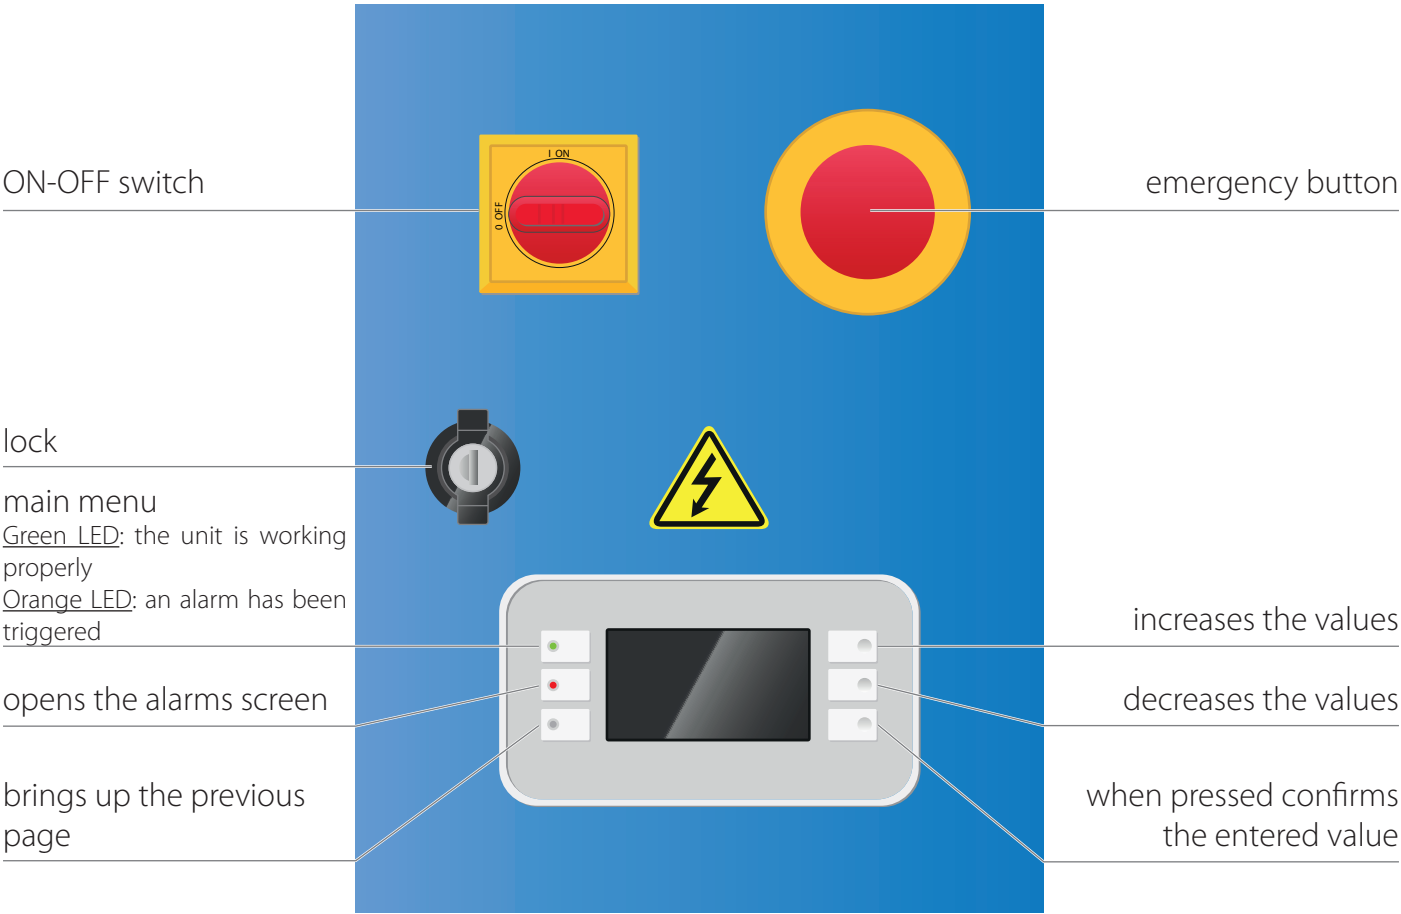 I ON
0 OFF
ON-OFF switch
emergency button
lock
main menu
Green LED: the unit is working
properly
Orange LED: an alarm has been
triggered
increases the values
opens the alarms screen
decreases the values
brings up the previous
page
when pressed confirms
the entered value